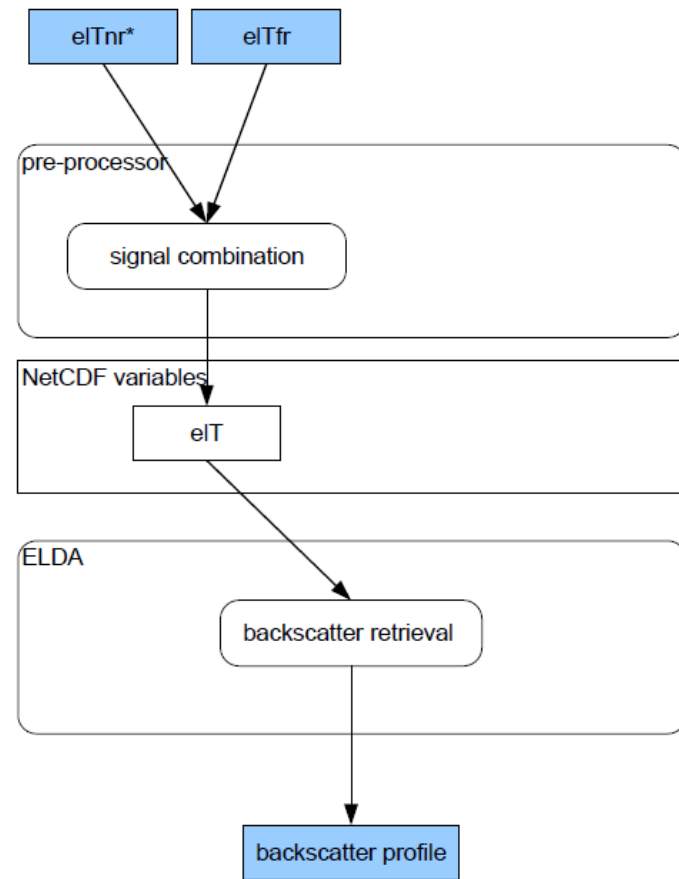 elTnr*
elTfr
pre-processor
signal combination
NetCDF variables
elT
ELDA
backscatter retrieval
backscatter profile